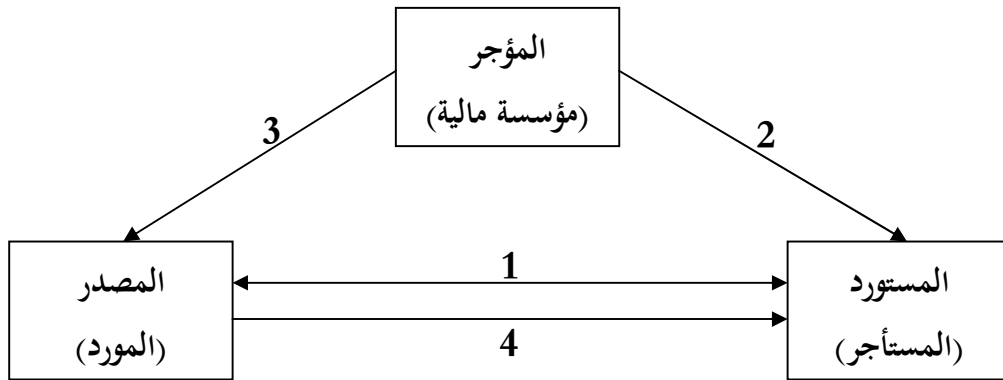 المؤجر
(مؤسسة مالية)
3
2
المصدر
(المورد)
1
4
المستورد
(المستأجر)